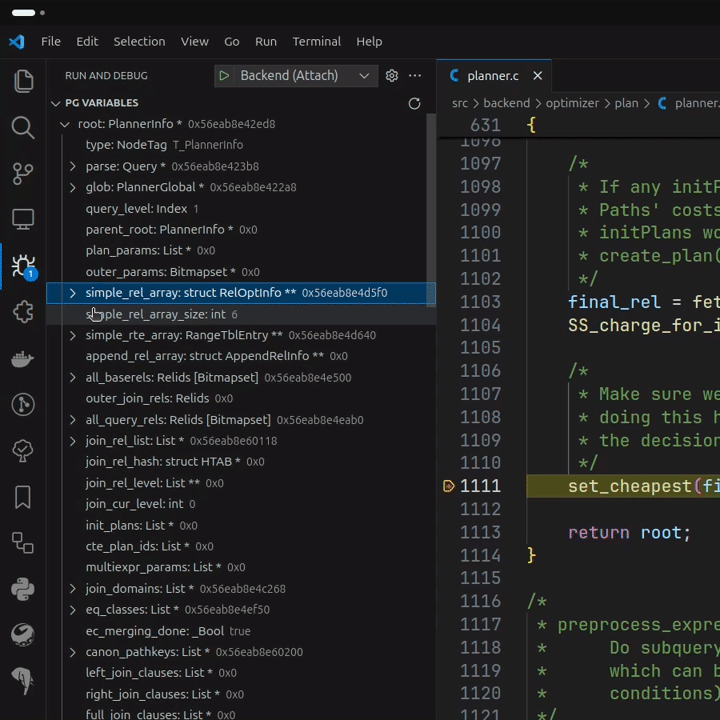 File Edit Selection View Go Run Terminal Help
RUN AND DEBUG Backend (Attach) ...
planner.c
PG VARIABLES
src > backend > optimizer > plan > planner.
root: PlannerInfo * 0x56eab8e42ed8
type: NodeTag T_PlannerInfo
parse: Query * 0x56eab8e423b8
glob: PlannerGlobal * 0x56eab8e422a8
query_level: Index 1
parent_root: PlannerInfo * 0x0
plan_params: List * 0x0
outer_params: Bitmapset * 0x0
simple_rel_array: struct RelOptInfo ** 0x56eab8e4d5f0
simple_rel_array_size: int 6
simple_rte_array: RangeTblEntry ** 0x56eab8e4d640
append_rel_array: struct AppendRelInfo ** 0x0
all_baserels: Relids [Bitmapset] 0x56eab8e4e500
outer_join_rels: Relids 0x0
all_query_rels: Relids [Bitmapset] 0x56eab8e4eab0
join_rel_list: List * 0x56eab8e60118
join_rel_hash: struct HTAB * 0x0
join_rel_level: List ** 0x0
join_cur_level: int 0
init_plans: List * 0x0
cte_plan_ids: List * 0x0
multiexpr_params: List * 0x0
join_domains: List * 0x56eab8e4c268
eq_classes: List * 0x56eab8e4ef50
ec_merging_done: _Bool true
canon_pathkeys: List * 0x56eab8e60200
left_join_clauses: List * 0x0
right_join_clauses: List * 0x0
full_join_clauses: List * 0x0
1
631 {
1096
1097 /*
1098 * If any initP
1099 * Paths' costs
1100 * initPlans wo
1101 * create_plan(
1102 */
1103 final_rel = fet
1104 SS_charge_for_i
1105
1106 /*
1107 * Make sure we
1108 * doing this h
1109 * the decision
1110 */
1111 set_cheapest(fi
1112
1113 return root;
1114 }
1115
1116 /*
1117 * preprocess_expre
1118 * Do subquery
1119 * which can b
1120 * conditions)
1121 */